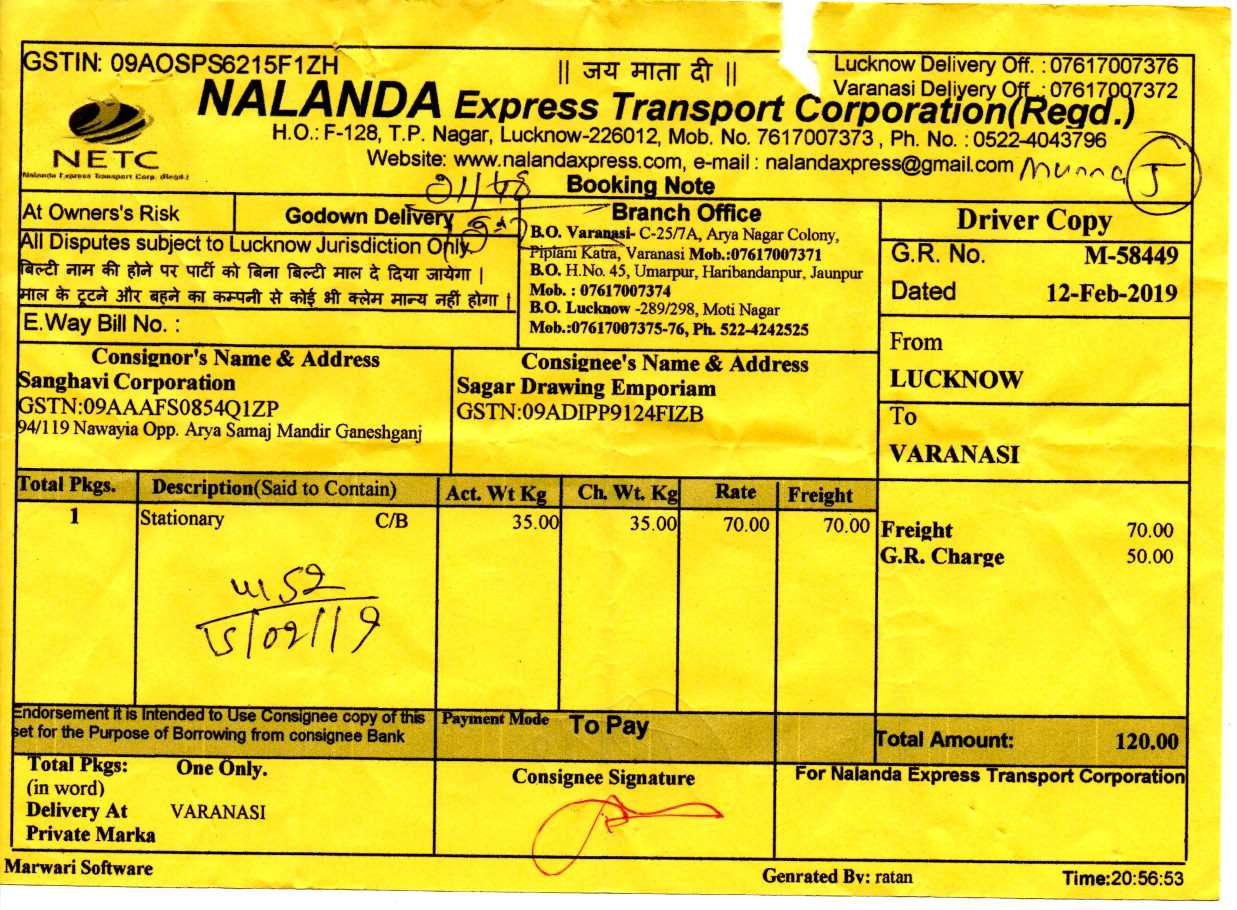 GSTIN: 09AOSPS6215F1ZH
|| जय माता दी ||
Lucknow Delivery Off. : 07617007376
Varanasi Delivery Off. : 07617007372
NALANDA Express Transport Corporation(Regd.)
H.O.: F-128, T.P. Nagar, Lucknow-226012, Mob. No. 7617007373 , Ph. No. : 0522-4043796
NETC
Website: www.nalandaxpress.com, e-mail : nalandaxpress@gmail.com
Nalanda Express Transport Corp. (Regd.)
Munna J
Booking Note
At Owners's Risk
Godown Delivery
All Disputes subject to Lucknow Jurisdiction Only.
बिल्टी नाम की होने पर पार्टी को बिना बिल्टी माल दे दिया जायेगा |
माल के टूटने और बहने का कम्पनी से कोई भी क्लेम मान्य नहीं होगा |
E.Way Bill No. :
Branch Office
B.O. Varanasi- C-25/7A, Arya Nagar Colony,
Piplani Katra, Varanasi Mob.:07617007371
B.O. H.No. 45, Umarpur, Haribandanpur, Jaunpur
Mob. : 07617007374
B.O. Lucknow -289/298, Moti Nagar
Mob.:07617007375-76, Ph. 522-4242525
Driver Copy
G.R. No. M-58449
Dated 12-Feb-2019
From
LUCKNOW
To
VARANASI
Consignor's Name & Address
Sanghavi Corporation
GSTN:09AAAFS0854Q1ZP
94/119 Nawayia Opp. Arya Samaj Mandir Ganeshganj
Consignee's Name & Address
Sagar Drawing Emporiam
GSTN:09ADIPP9124FIZB
Total Pkgs. Description(Said to Contain) Act. Wt Kg Ch. Wt. Kg Rate Freight
1 Stationary C/B 35.00 35.00 70.00 70.00
Freight 70.00
G.R. Charge 50.00
15/02/19
Endorsement it is Intended to Use Consignee copy of this
set for the Purpose of Borrowing from consignee Bank
Payment Mode To Pay
Total Amount: 120.00
Total Pkgs: One Only.
(in word)
Delivery At VARANASI
Private Marka
Consignee Signature
For Nalanda Express Transport Corporation
Marwari Software
Genrated By: ratan
Time:20:56:53